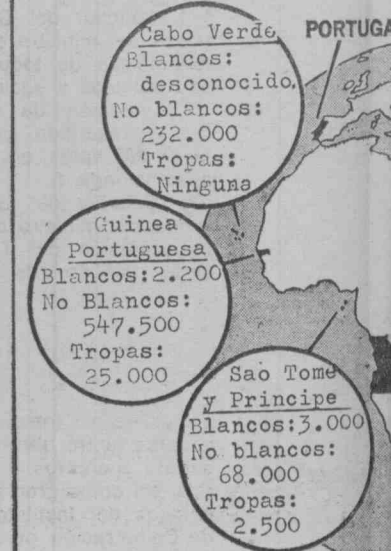 Cabo Verde
Blancos:
desconocido.
No blancos:
232.000
Tropas:
Ninguna
PORTUGA
Guinea
Portuguesa
Blancos:2.200
No Blancos:
547.500
Tropas:
25.000
Sao Tome
y Principe
Blancos:3.000
No blancos:
68.000
Tropas:
2.500